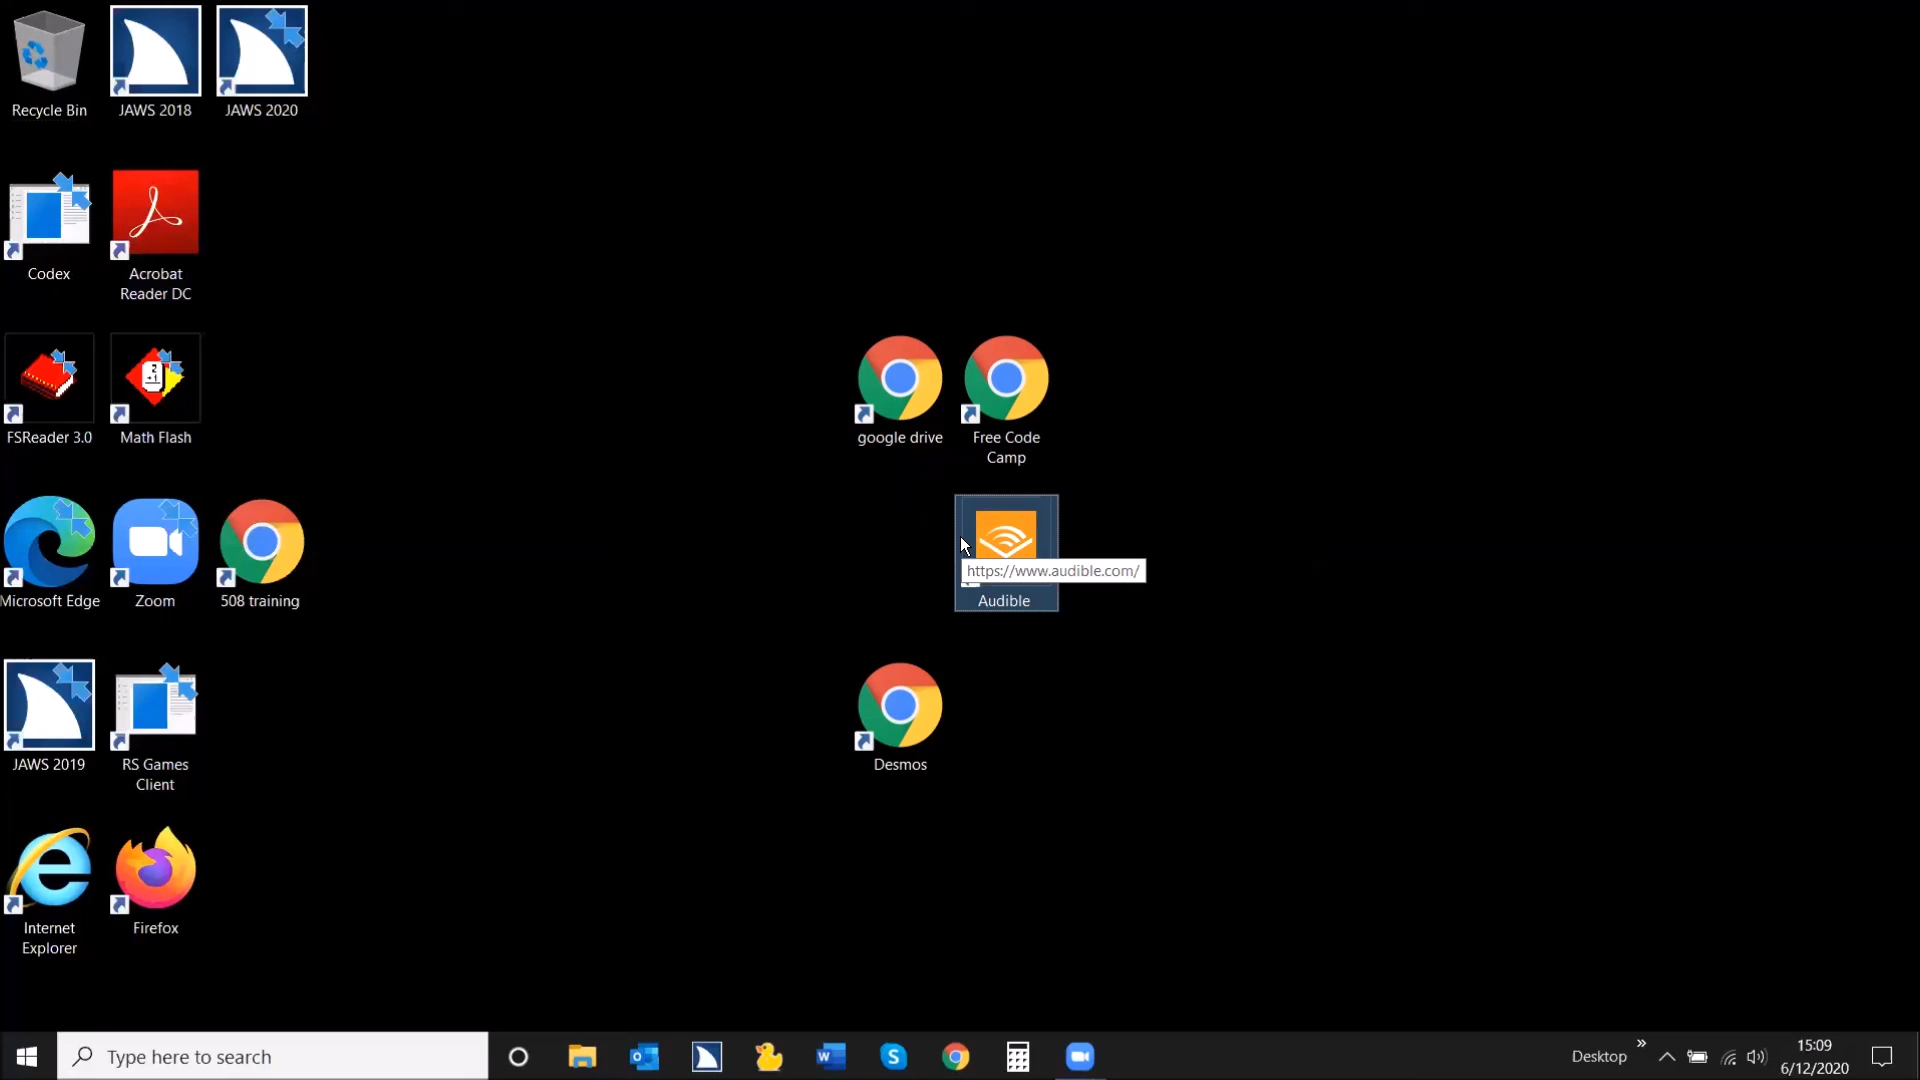 Recycle Bin
JAWS 2018
JAWS 2020
Codex
Acrobat
Reader DC
FSReader 3.0
Math Flash
google drive
Free Code
Camp
Microsoft Edge
Zoom
508 training
https://www.audible.com/
Audible
JAWS 2019
RS Games
Client
Desmos
Internet
Explorer
Firefox
Type here to search
Desktop
15:09
6/12/2020